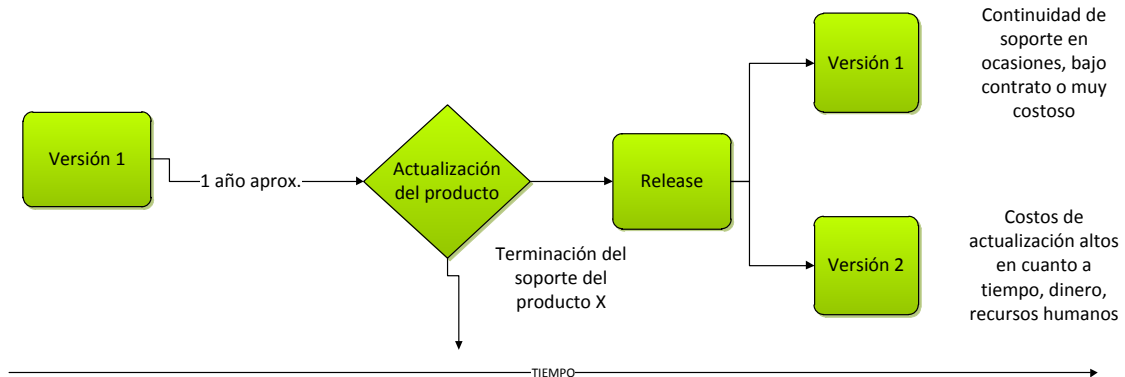 Versión 1
1 año aprox.
Actualización
del producto
Terminación del
soporte del
producto X
Release
Versión 1
Continuidad de
soporte en
ocasiones, bajo
contrato o muy
costoso
Versión 2
Costos de
actualización altos
en cuanto a
tiempo, dinero,
recursos humanos
TIEMPO